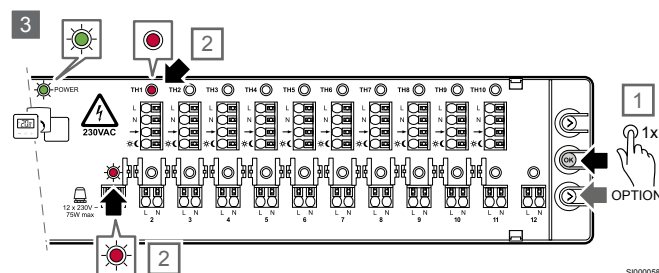 3
2
POWER
TH1 TH2 TH3 TH4 TH5 TH6 TH7 TH8 TH9 TH10
L
N
230VAC
1
1x
OK
OPTION
12 x 230V ~
75W max
L N L N L N L N L N L N L N L N L N L N L N
2 3 4 5 6 7 8 9 10 11 12
2